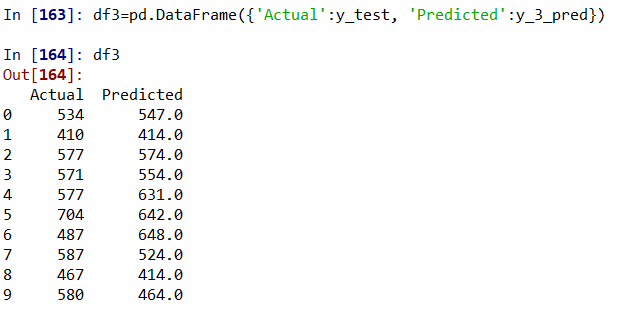 In [163]: df3=pd.DataFrame({'Actual':y_test, 'Predicted':y_3_pred})
In [164]: df3
Out[164]:
Actual Predicted
0 534 547.0
1 410 414.0
2 577 574.0
3 571 554.0
4 577 631.0
5 704 642.0
6 487 648.0
7 587 524.0
8 467 414.0
9 580 464.0